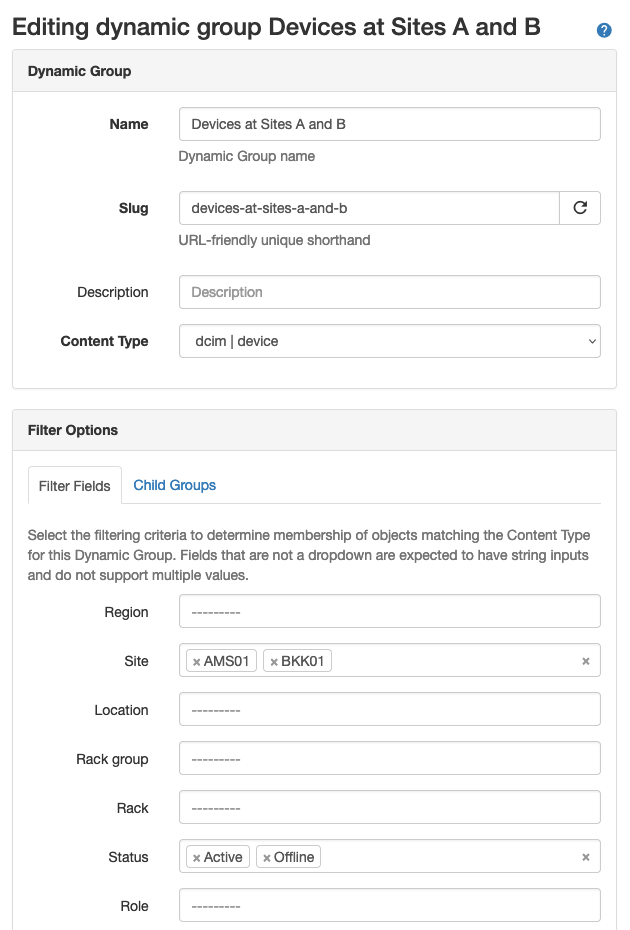 Editing dynamic group Devices at Sites A and B ?
Dynamic Group
Name Devices at Sites A and B
Dynamic Group name
Slug devices-at-sites-a-and-b
URL-friendly unique shorthand
Description Description
Content Type dcim | device
Filter Options
Filter Fields Child Groups
Select the filtering criteria to determine membership of objects matching the Content Type
for this Dynamic Group. Fields that are not a dropdown are expected to have string inputs
and do not support multiple values.
Region ---------
Site × AMS01 × BKK01 ×
Location ---------
Rack group ---------
Rack ---------
Status × Active × Offline ×
Role ---------